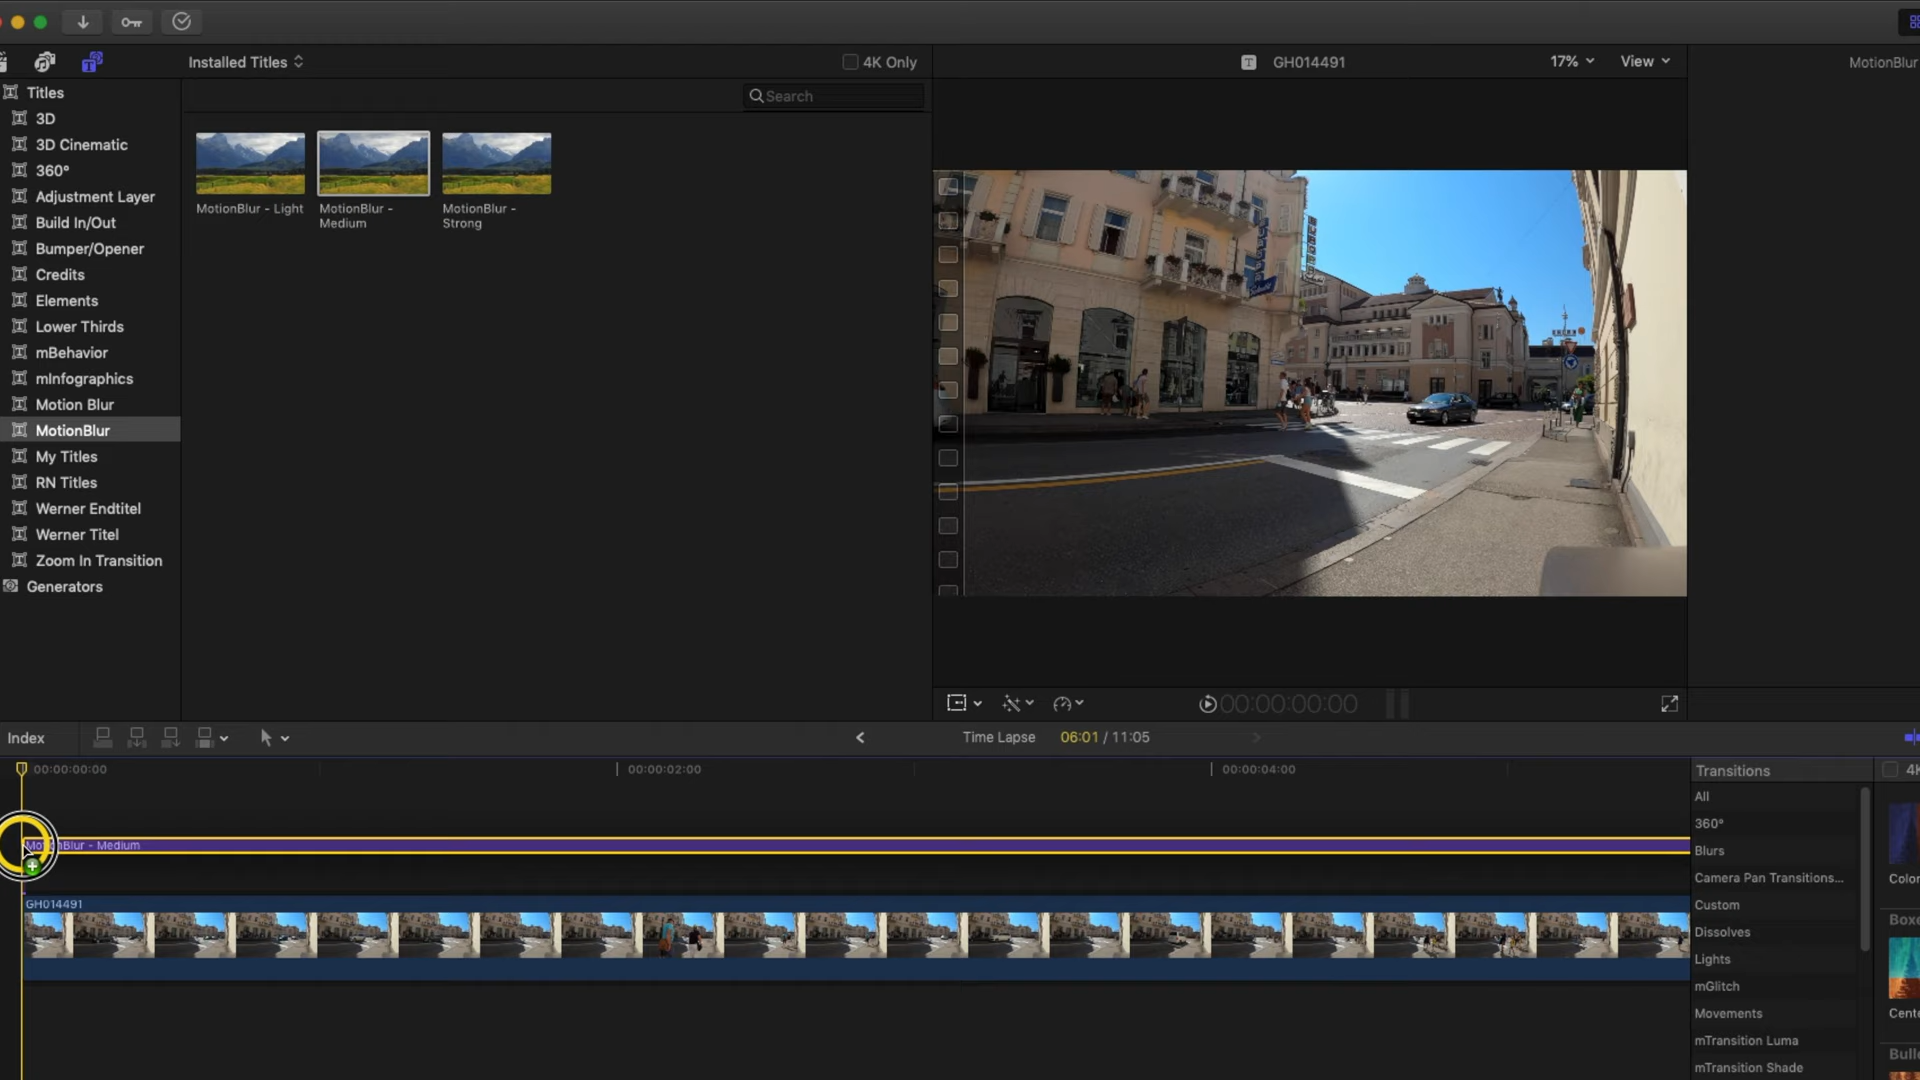 Installed Titles
4K Only
GH014491
17%
View
MotionBlur
Search
Titles
3D
3D Cinematic
360°
Adjustment Layer
Build In/Out
Bumper/Opener
Credits
Elements
Lower Thirds
mBehavior
mInfographics
Motion Blur
MotionBlur
My Titles
RN Titles
Werner Endtitel
Werner Titel
Zoom In Transition
Generators
MotionBlur - Light
MotionBlur -
Medium
MotionBlur -
Strong
00:00:00:00
Index
Time Lapse
06:01 / 11:05
00:00:00:00
00:00:02:00
00:00:04:00
MotionBlur - Medium
GH014491
Transitions
4K
All
360°
Blurs
Camera Pan Transitions...
Custom
Dissolves
Lights
mGlitch
Movements
mTransition Luma
mTransition Shade